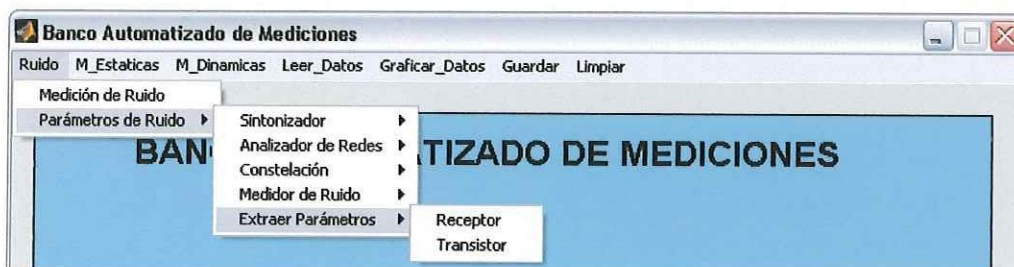 Banco Automatizado de Mediciones
Ruido M_Estaticas M_Dinamicas Leer_Datos Graficar_Datos Guardar Limpiar
Medición de Ruido
Parámetros de Ruido
Sintonizador
Analizador de Redes
Constelación
Medidor de Ruido
Extraer Parámetros
Receptor
Transistor
BAN TIZADO DE MEDICIONES